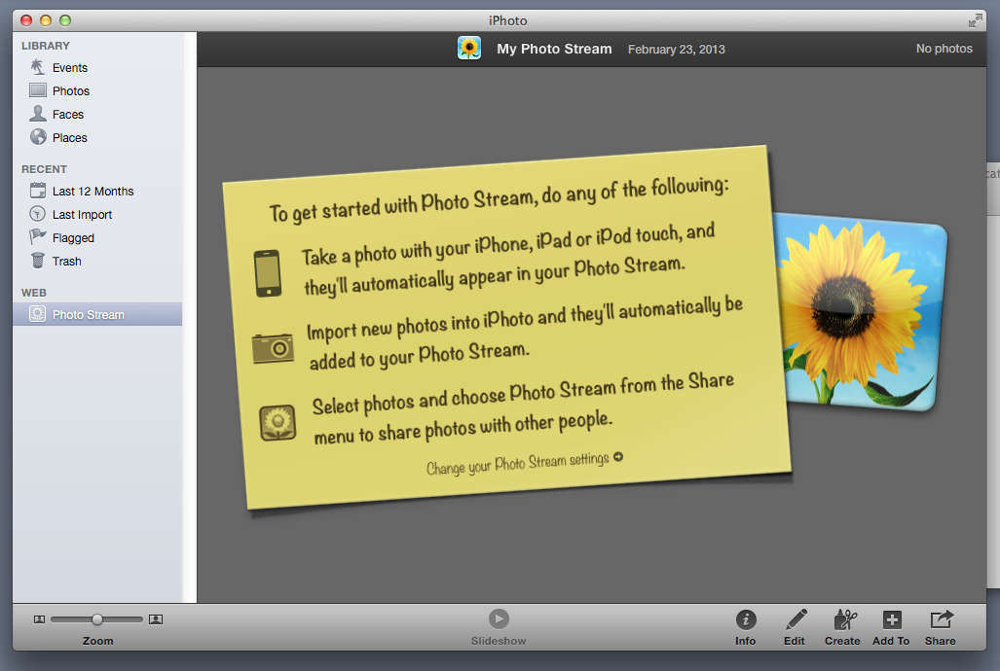 iPhoto
LIBRARY
Events
Photos
Faces
Places
RECENT
Last 12 Months
Last Import
Flagged
Trash
WEB
Photo Stream
My Photo Stream February 23, 2013 No photos
To get started with Photo Stream, do any of the following:
Take a photo with your iPhone, iPad or iPod touch, and
they'll automatically appear in your Photo Stream.
Import new photos into iPhoto and they'll automatically be
added to your Photo Stream.
Select photos and choose Photo Stream from the Share
menu to share photos with other people.
Change your Photo Stream settings
Zoom Slideshow Info Edit Create Add To Share